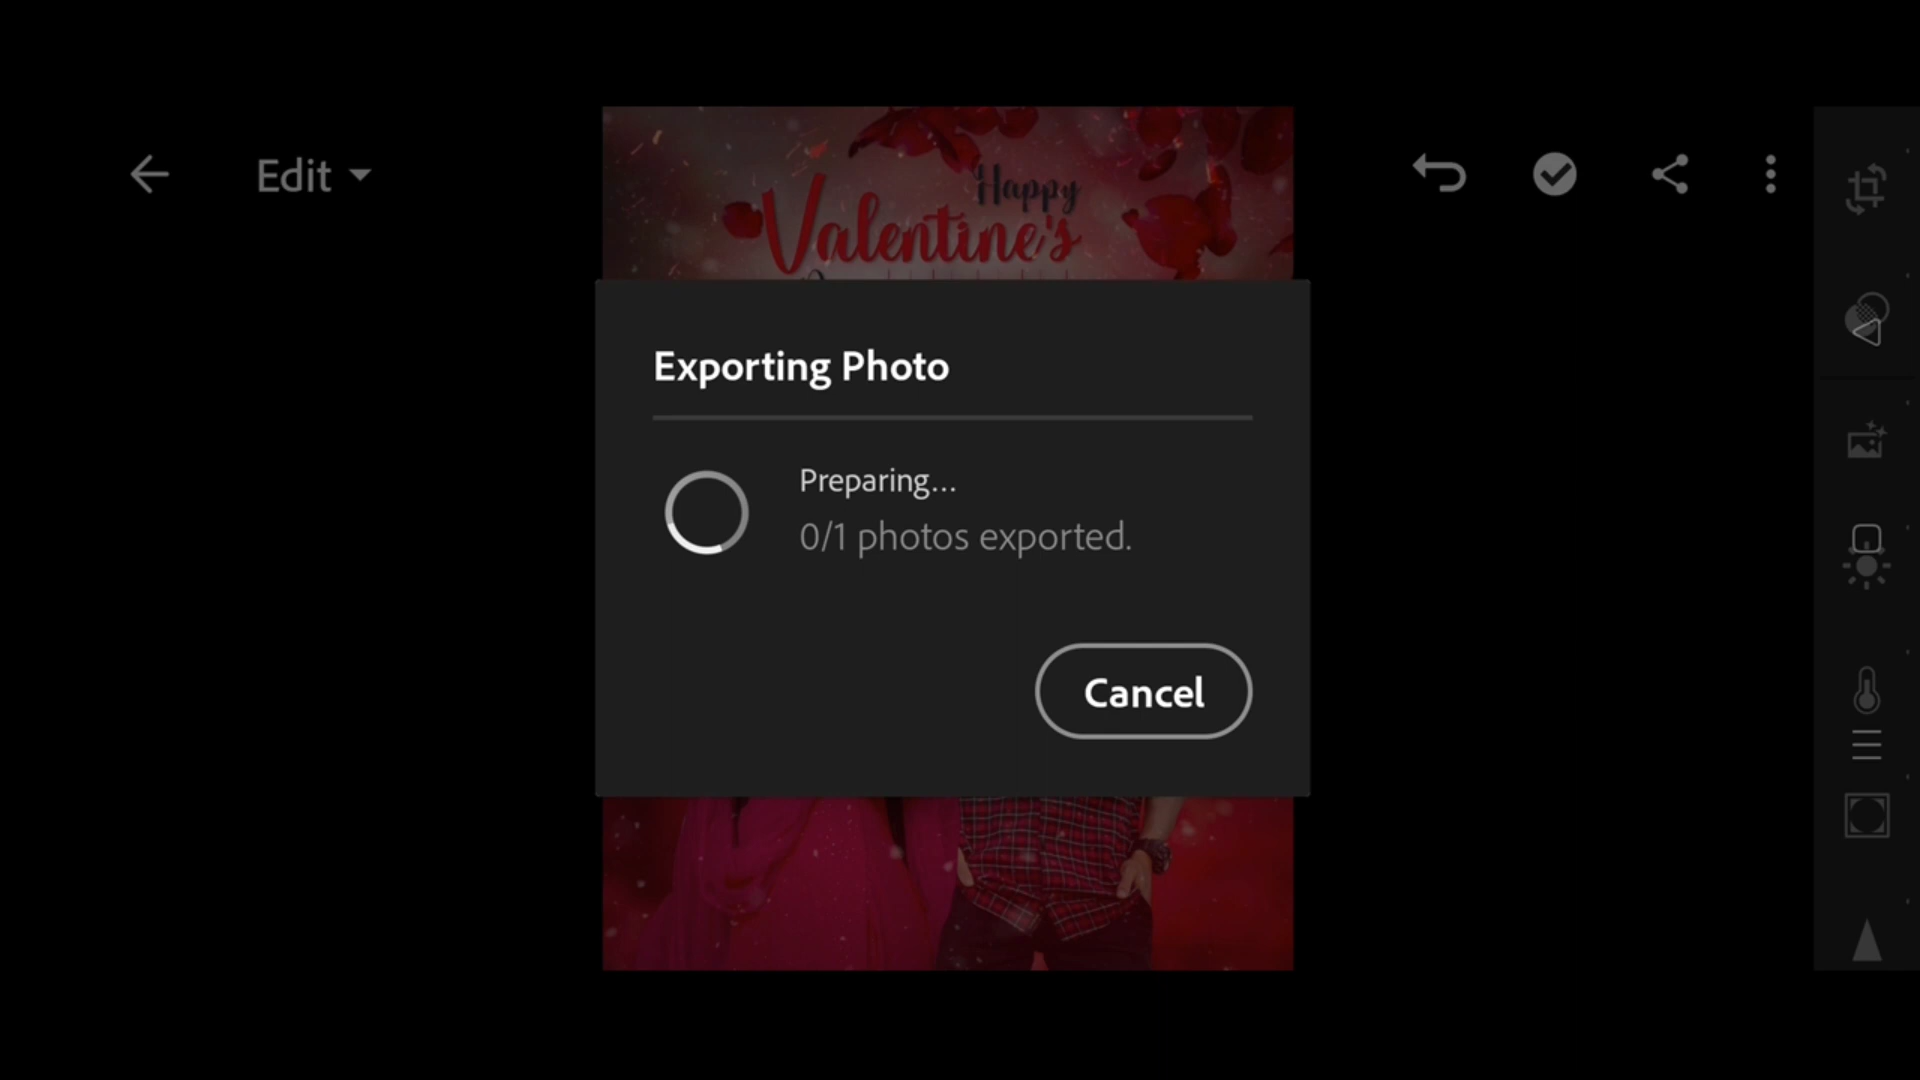 Edit
Happy
Valentine's
Exporting Photo
Preparing...
0/1 photos exported.
Cancel